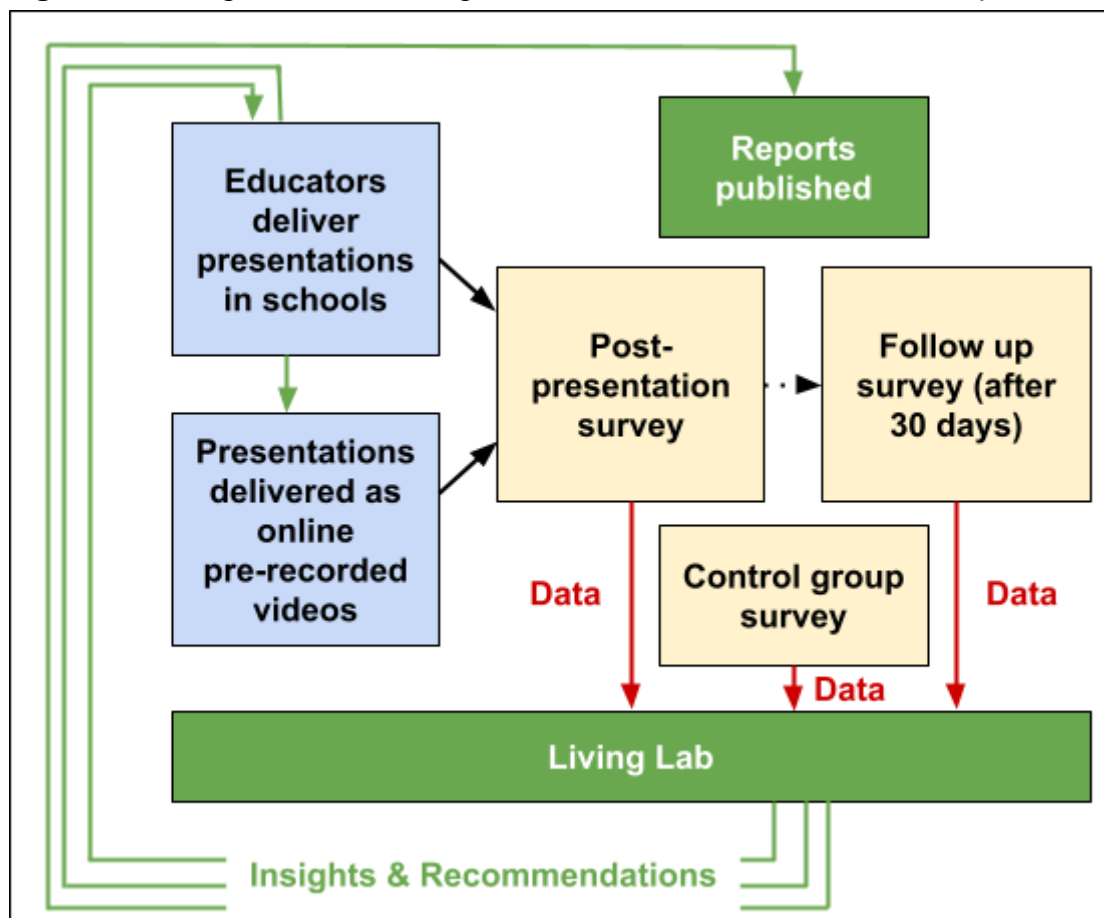 Educators
deliver
presentations
in schools
Reports
published
Post-
presentation
survey
Follow up
survey (after
30 days)
Presentations
delivered as
online
pre-recorded
videos
Control group
survey
Data
Data
Data
Living Lab
Insights & Recommendations